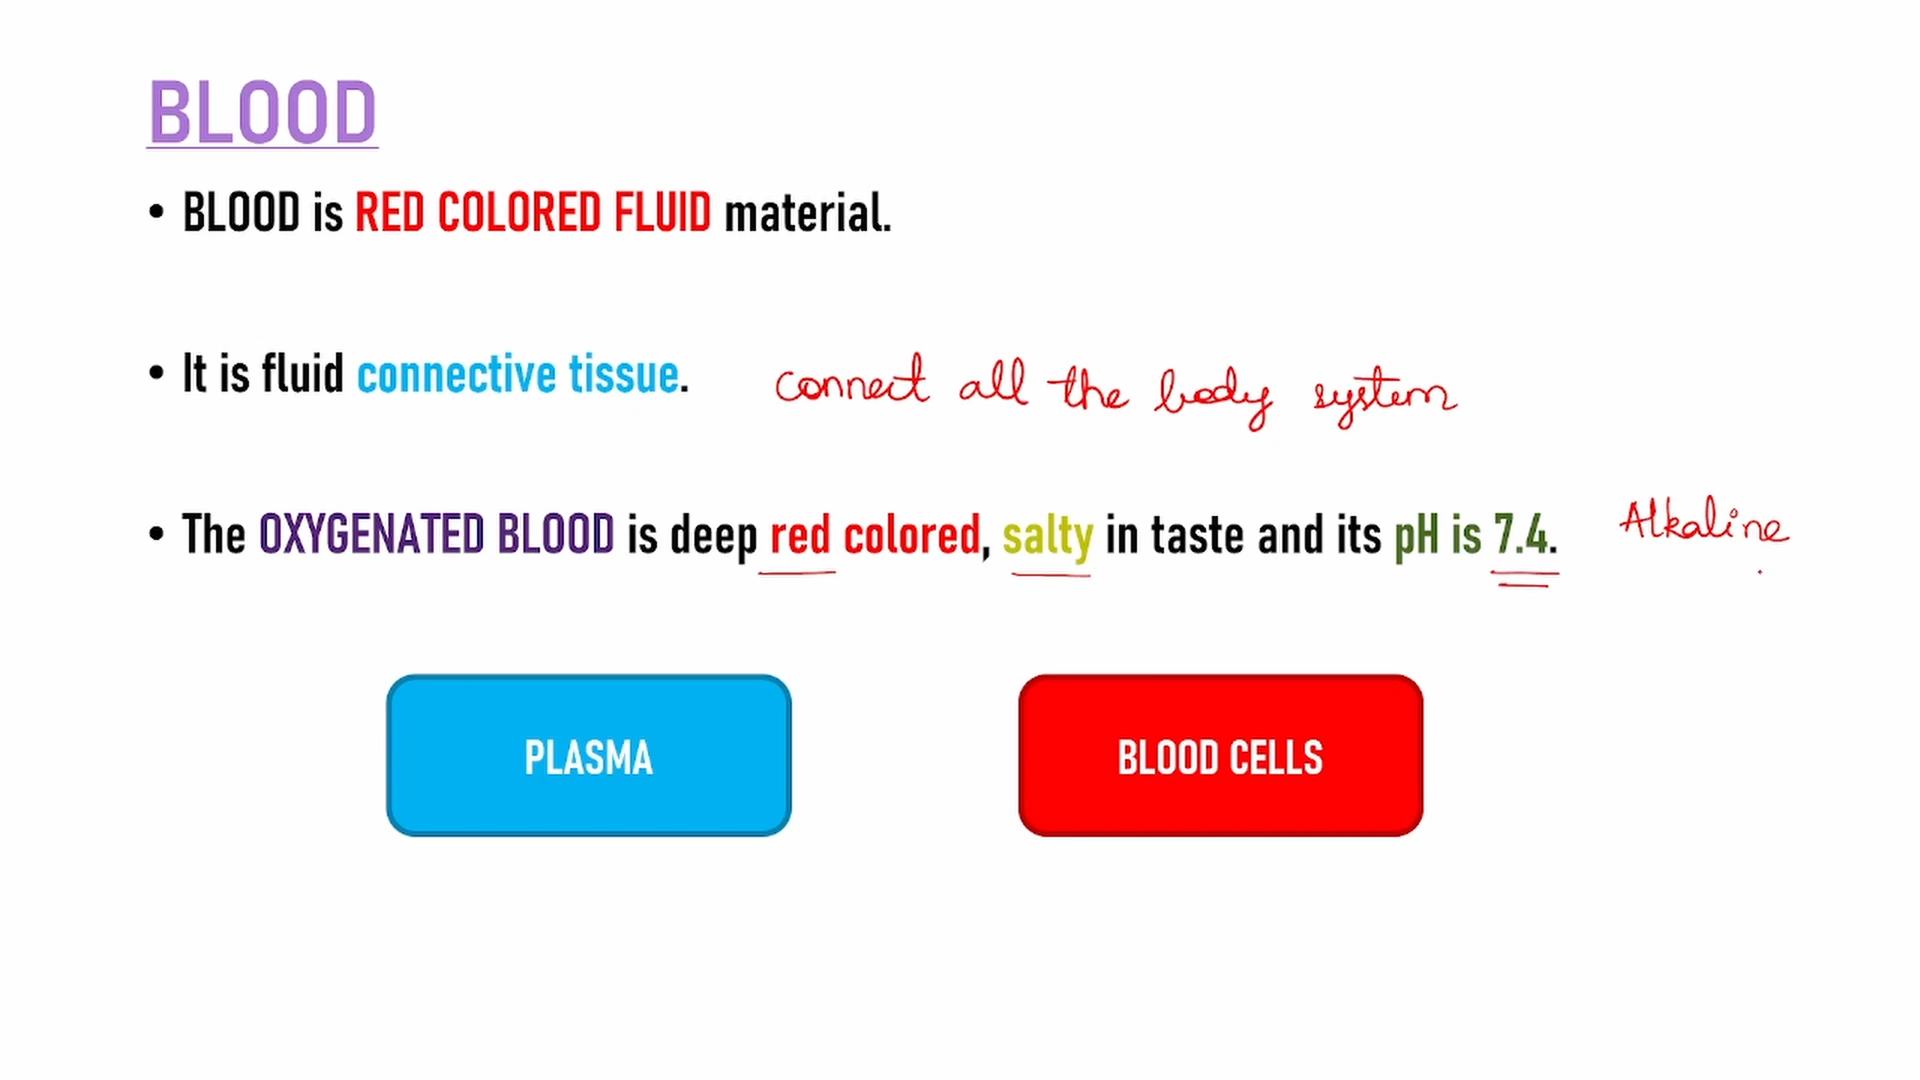 BLOOD
• BLOOD is RED COLORED FLUID material.
• It is fluid connective tissue. connect all the body system
• The OXYGENATED BLOOD is deep red colored, salty in taste and its pH is 7.4. Alkaline
PLASMA
BLOOD CELLS